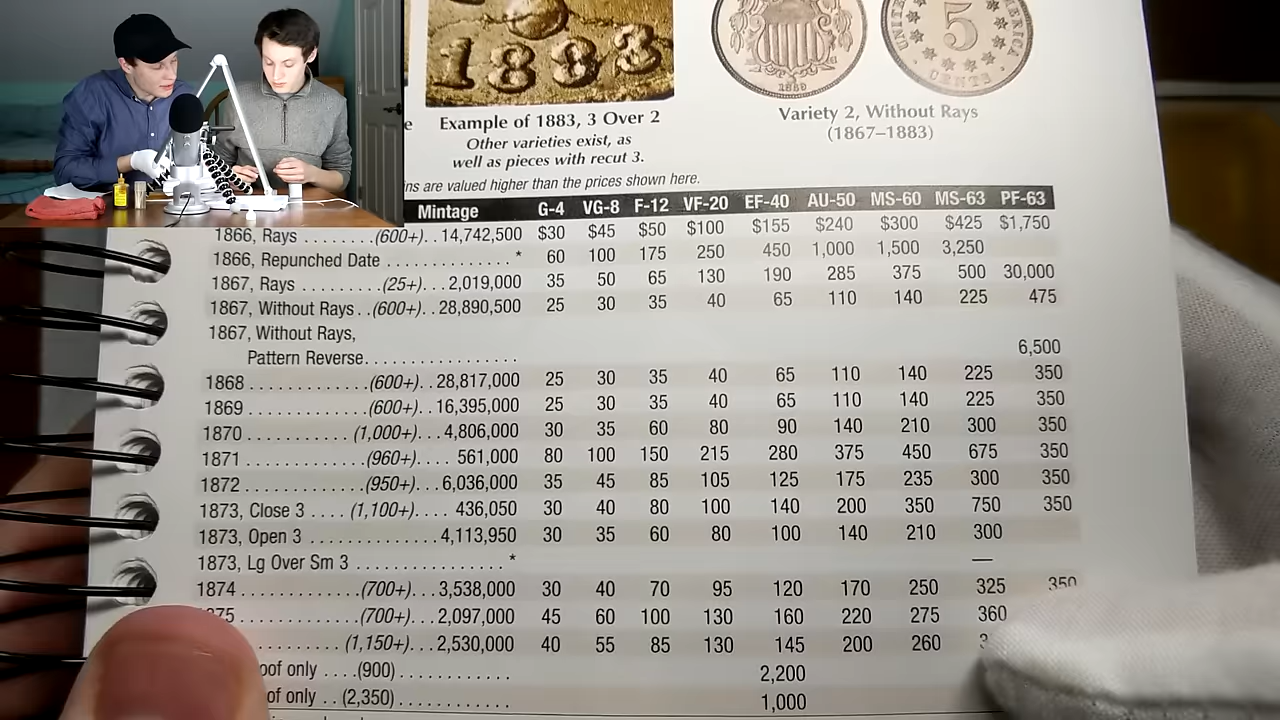 1883
1889
UNITED
AMERICA
5
CENTS
e Example of 1883, 3 Over 2
Other varieties exist, as
well as pieces with recut 3.
Variety 2, Without Rays
(1867–1883)
ins are valued higher than the prices shown here.
Mintage G-4 VG-8 F-12 VF-20 EF-40 AU-50 MS-60 MS-63 PF-63
1866, Rays . . . . . . . .(600+). . 14,742,500 $30 $45 $50 $100 $155 $240 $300 $425 $1,750
1866, Repunched Date . . . . . . . . . . . . . .* 60 100 175 250 450 1,000 1,500 3,250
1867, Rays . . . . . . . . .(25+). . . 2,019,000 35 50 65 130 190 285 375 500 30,000
1867, Without Rays . .(600+). . 28,890,500 25 30 35 40 65 110 140 225 475
1867, Without Rays,
Pattern Reverse. . . . . . . . . . . . . . . . . 6,500
1868 . . . . . . . . . . . . .(600+). . 28,817,000 25 30 35 40 65 110 140 225 350
1869 . . . . . . . . . . . . .(600+). . 16,395,000 25 30 35 40 65 110 140 225 350
1870 . . . . . . . . . . . (1,000+). . . 4,806,000 30 35 60 80 90 140 210 300 350
1871 . . . . . . . . . . . . .(960+). . . . 561,000 80 100 150 215 280 375 450 675 350
1872 . . . . . . . . . . . . .(950+). . . 6,036,000 35 45 85 105 125 175 235 300 350
1873, Close 3 . . . . (1,100+). . . . 436,050 30 40 80 100 140 200 350 750 350
1873, Open 3 . . . . . . . . . . . . . . 4,113,950 30 35 60 80 100 140 210 300
1873, Lg Over Sm 3 . . . . . . . . . . . . . . . .* —
1874 . . . . . . . . . . . . .(700+). . . 3,538,000 30 40 70 95 120 170 250 325 350
75 . . . . . . . . . . . . .(700+). . . 2,097,000 45 60 100 130 160 220 275 360
. . . . . . . . . (1,150+). . . 2,530,000 40 55 85 130 145 200 260 3
oof only . . . .(900) . . . . . . . . . . . . 2,200
of only . . (2,350) . . . . . . . . . . . . 1,000